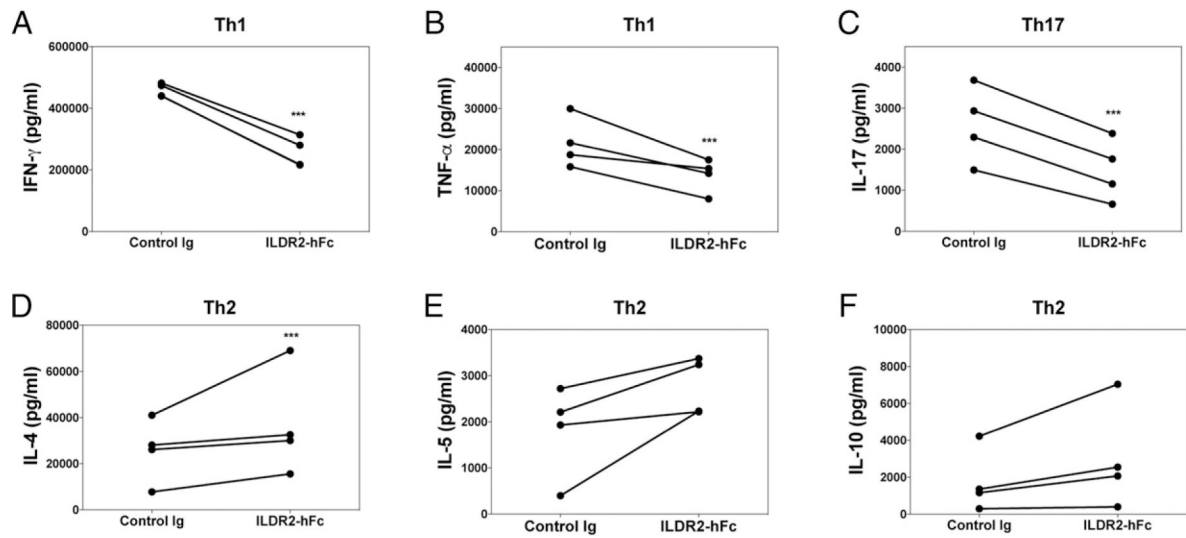 A
Th1
IFN-γ (pg/ml)
600000
400000
200000
0
***
Control Ig
ILDR2-hFc
B
Th1
TNF-α (pg/ml)
40000
30000
20000
10000
0
***
Control Ig
ILDR2-hFc
C
Th17
IL-17 (pg/ml)
4000
3000
2000
1000
0
***
Control Ig
ILDR2-hFc
D
Th2
IL-4 (pg/ml)
80000
60000
40000
20000
0
***
Control Ig
ILDR2-hFc
E
Th2
IL-5 (pg/ml)
4000
3000
2000
1000
0
Control Ig
ILDR2-hFc
F
Th2
IL-10 (pg/ml)
10000
8000
6000
4000
2000
0
Control Ig
ILDR2-hFc